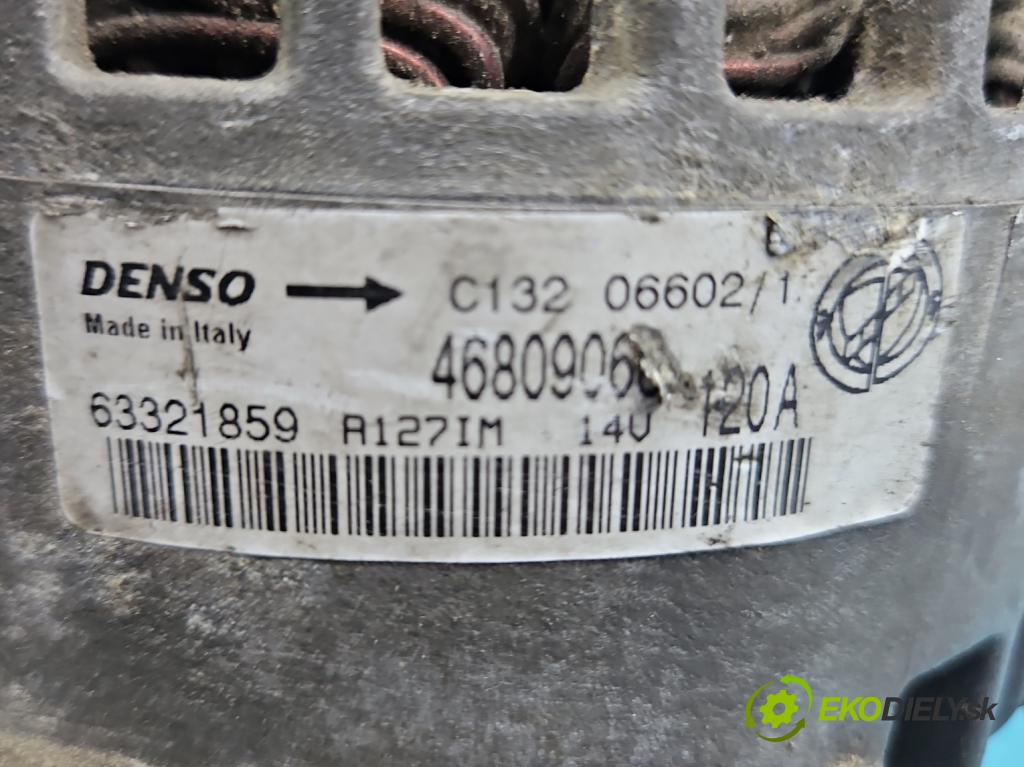 DENSO C132 06602/1
Made in Italy
120A
63321859 A127IM 14V
EKODIELY.sk